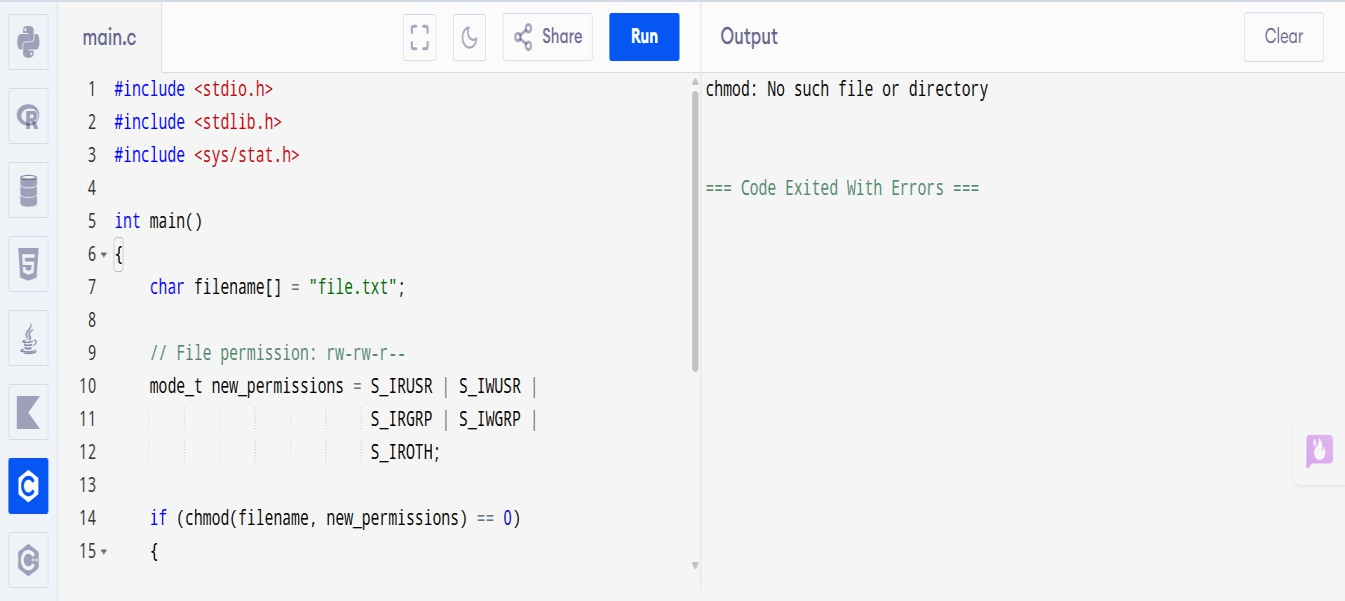 main.c
Share
Run
Output
Clear
1 #include <stdio.h>
2 #include <stdlib.h>
3 #include <sys/stat.h>
4
5 int main()
6 {
7     char filename[] = "file.txt";
8
9     // File permission: rw-rw-r--
10     mode_t new_permissions = S_IRUSR | S_IWUSR |
11                              S_IRGRP | S_IWGRP |
12                              S_IROTH;
13
14     if (chmod(filename, new_permissions) == 0)
15     {
chmod: No such file or directory
=== Code Exited With Errors ===